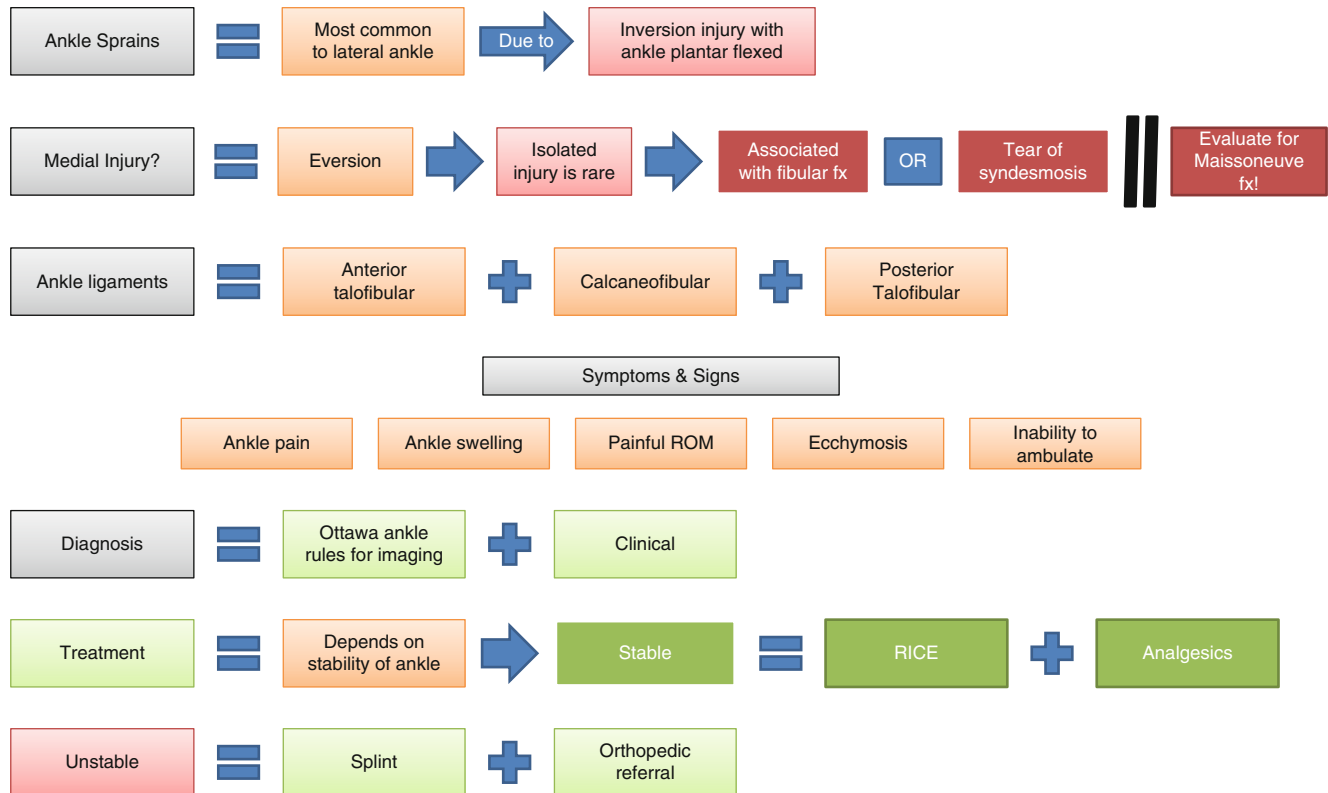 Ankle Sprains
Most common
to lateral ankle
Due to
Inversion injury with
ankle plantar flexed
Medial Injury?
Eversion
Isolated
injury is rare
Associated
with fibular fx
OR
Tear of
syndesmosis
Evaluate for
Maissoneuve
fx!
Ankle ligaments
Anterior
talofibular
Calcaneofibular
Posterior
Talofibular
Symptoms & Signs
Ankle pain
Ankle swelling
Painful ROM
Ecchymosis
Inability to
ambulate
Diagnosis
Ottawa ankle
rules for imaging
Clinical
Treatment
Depends on
stability of ankle
Stable
RICE
Analgesics
Unstable
Splint
Orthopedic
referral